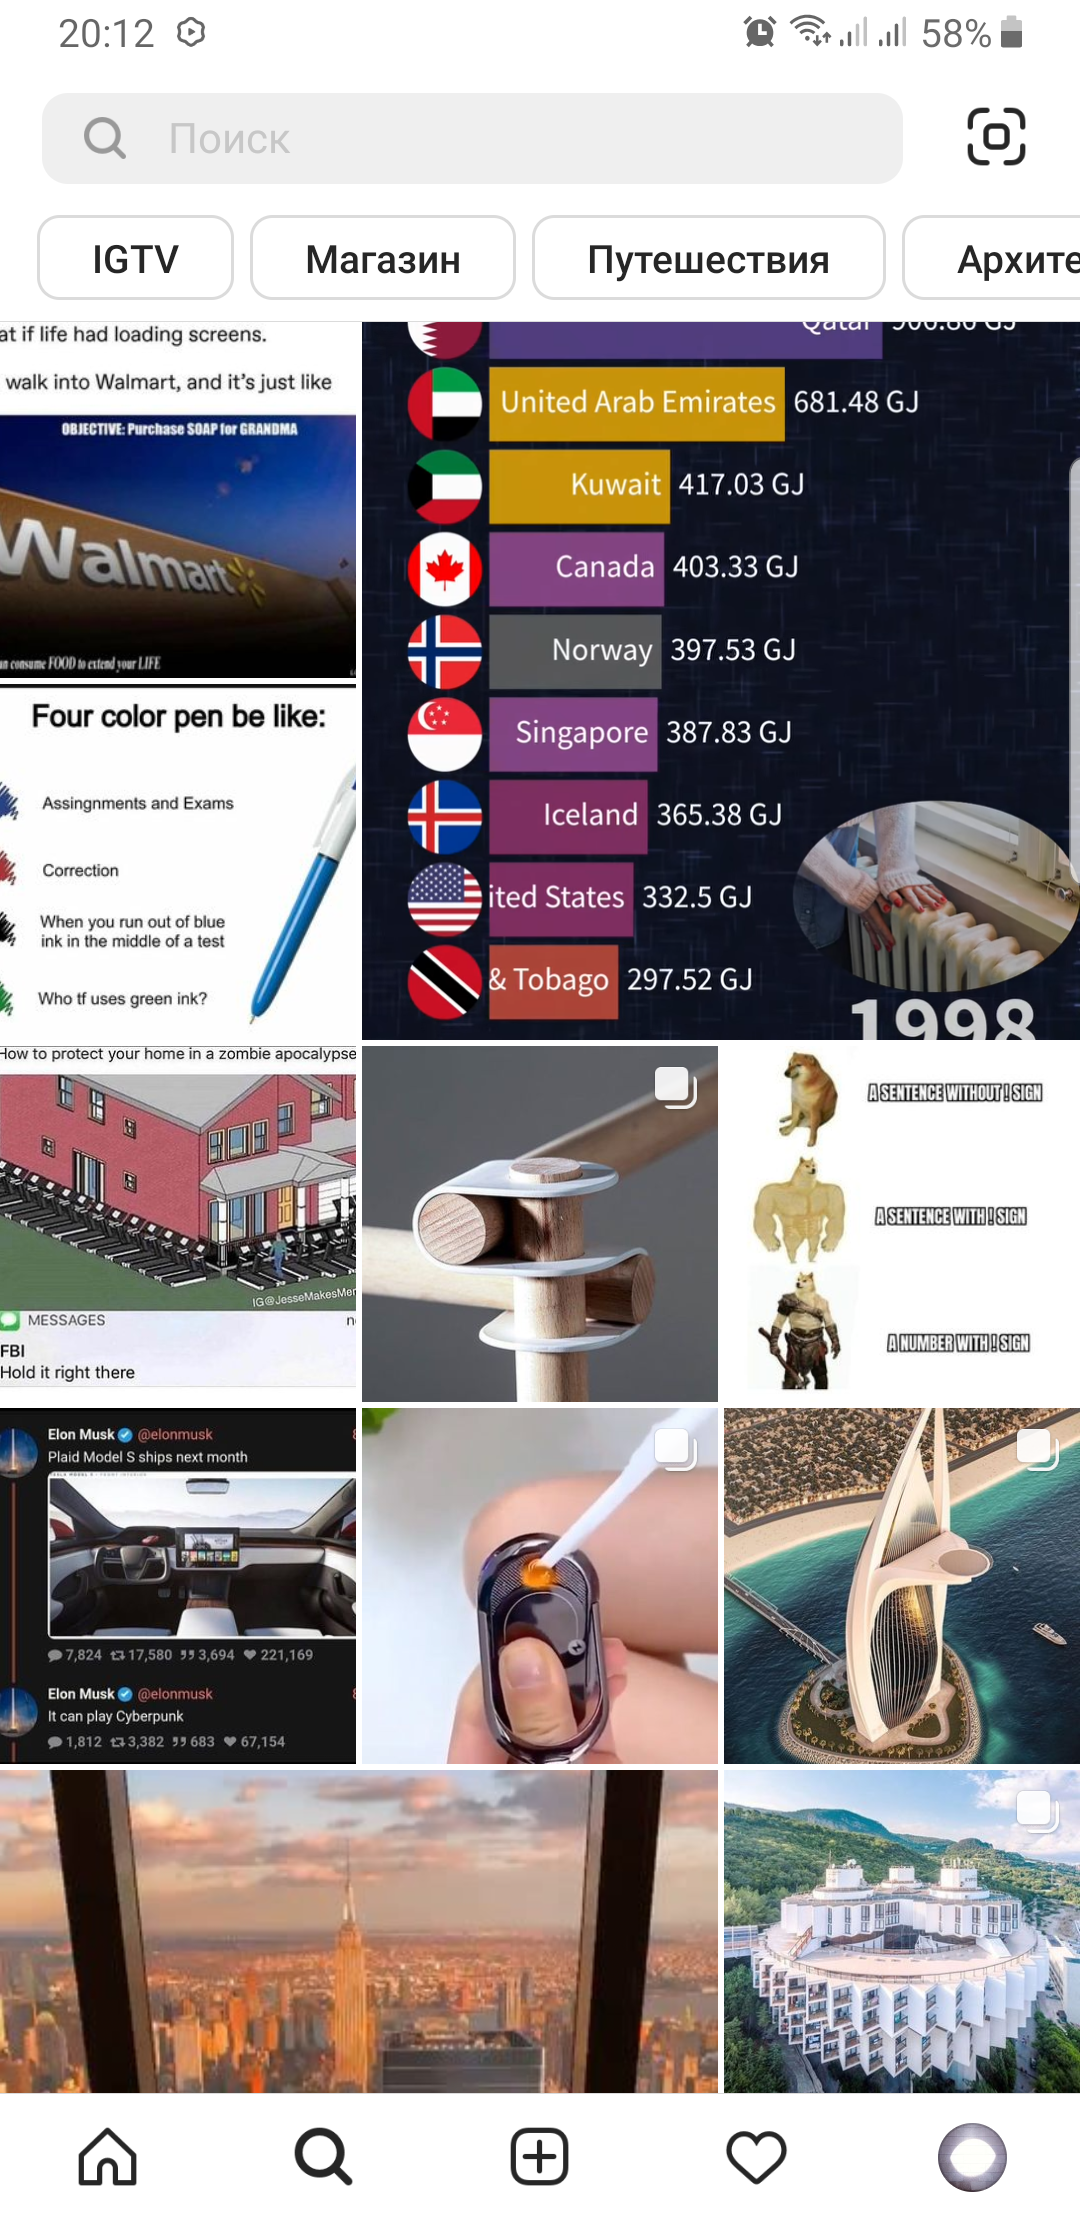 20:12
58%
Поиск
IGTV
Магазин
Путешествия
Архите
at if life had loading screens.
walk into Walmart, and it's just like
OBJECTIVE: Purchase SOAP for GRANDMA
Walmart
an consume FOOD to extend your LIFE
Qatar 906.86 GJ
United Arab Emirates 681.48 GJ
Kuwait 417.03 GJ
Canada 403.33 GJ
Norway 397.53 GJ
Singapore 387.83 GJ
Iceland 365.38 GJ
ited States 332.5 GJ
& Tobago 297.52 GJ
1998
Four color pen be like:
Assingnments and Exams
Correction
When you run out of blue
ink in the middle of a test
Who tf uses green ink?
How to protect your home in a zombie apocalypse
IG@JesseMakesMe
MESSAGES
FBI
Hold it right there
A SENTENCE WITHOUT ! SIGN
A SENTENCE WITH ! SIGN
A NUMBER WITH ! SIGN
Elon Musk @elonmusk
Plaid Model S ships next month
7,824 17,580 3,694 221,169
Elon Musk @elonmusk
It can play Cyberpunk
1,812 3,382 683 67,154